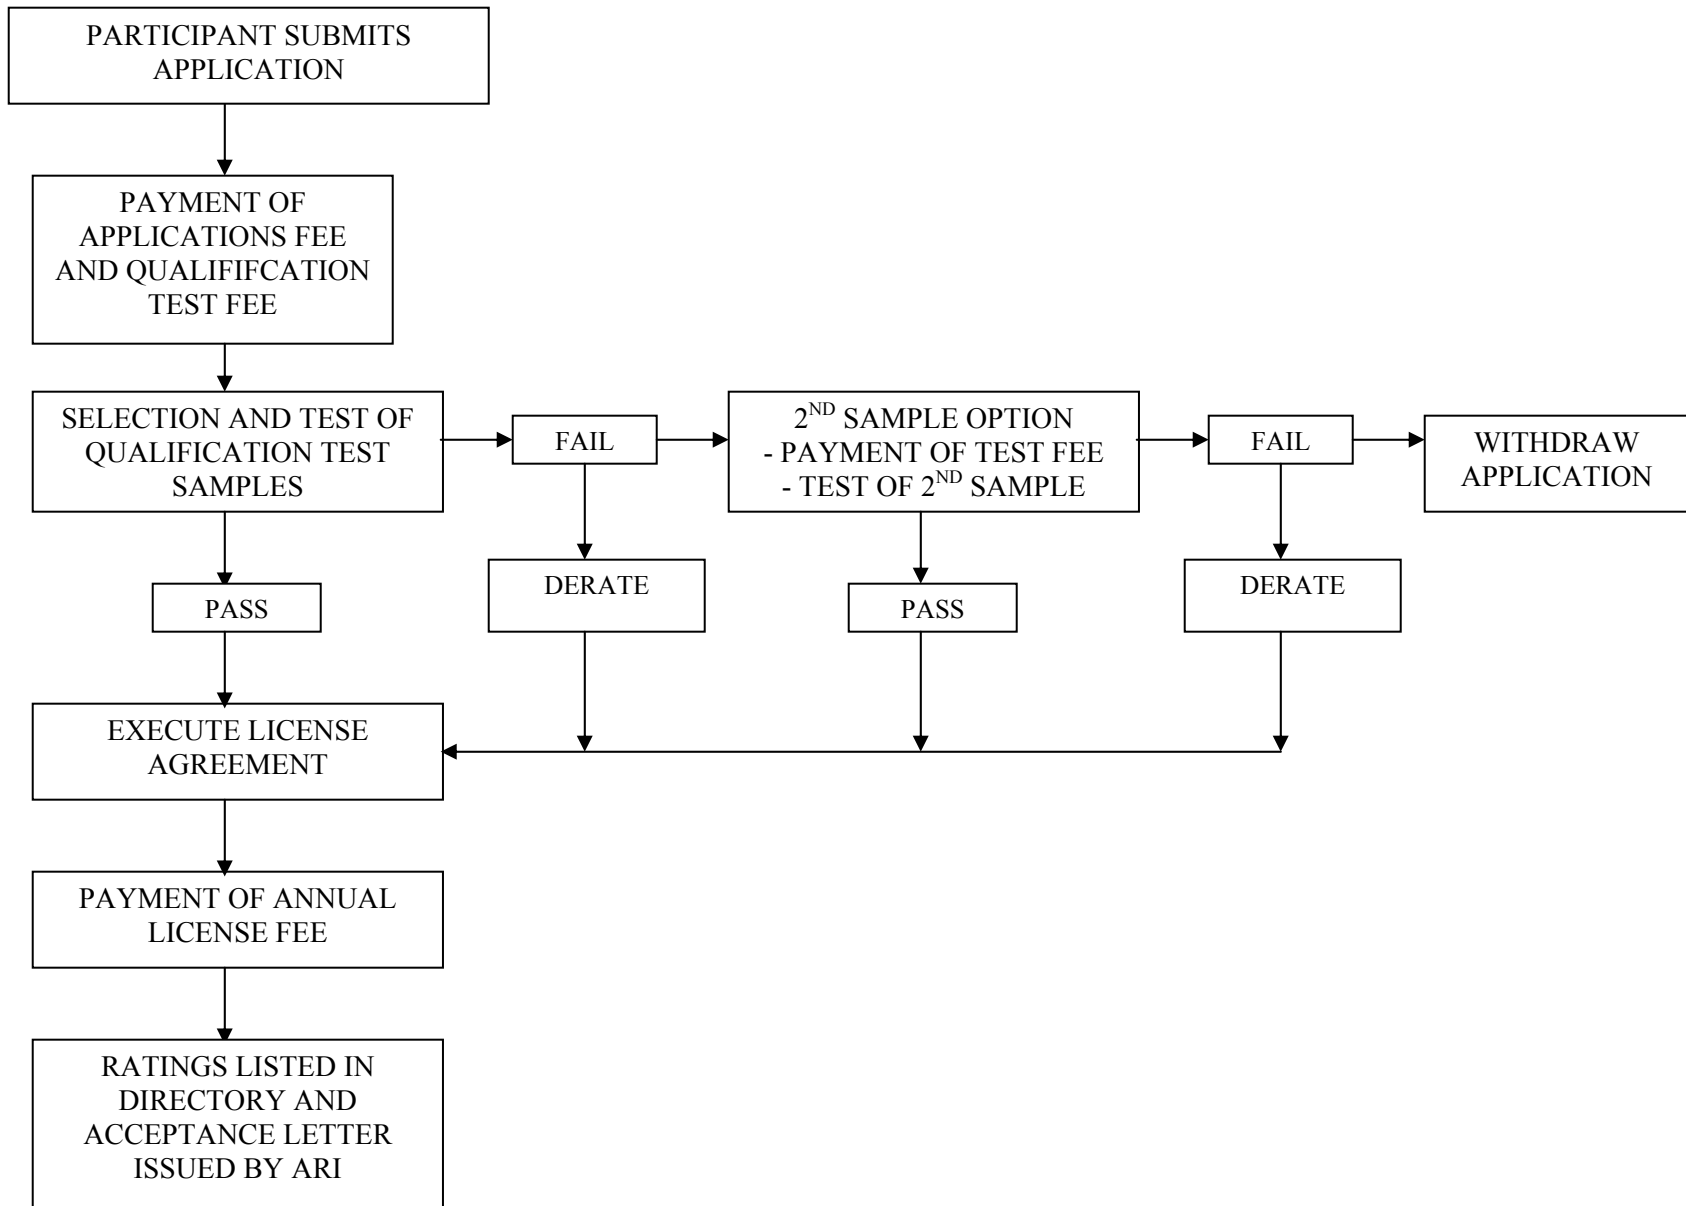 PARTICIPANT SUBMITS
APPLICATION
PAYMENT OF
APPLICATIONS FEE
AND QUALIFIFCATION
TEST FEE
SELECTION AND TEST OF
QUALIFICATION TEST
SAMPLES
FAIL
2ND SAMPLE OPTION
- PAYMENT OF TEST FEE
- TEST OF 2ND SAMPLE
FAIL
WITHDRAW
APPLICATION
PASS
DERATE
PASS
DERATE
EXECUTE LICENSE
AGREEMENT
PAYMENT OF ANNUAL
LICENSE FEE
RATINGS LISTED IN
DIRECTORY AND
ACCEPTANCE LETTER
ISSUED BY ARI